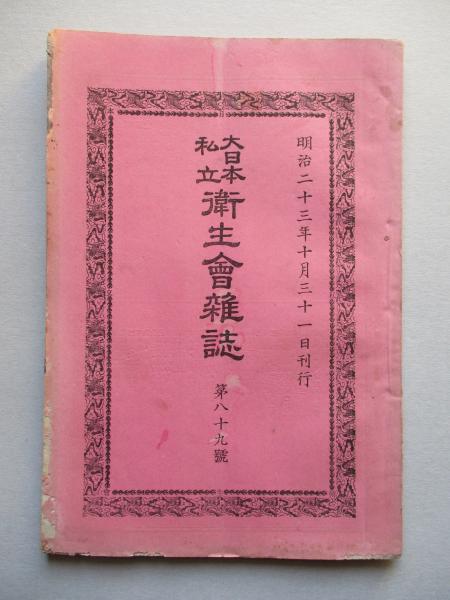 明治二十三年十月三十一日刊行
大日本
私立
衛生會雜誌
第八十九號